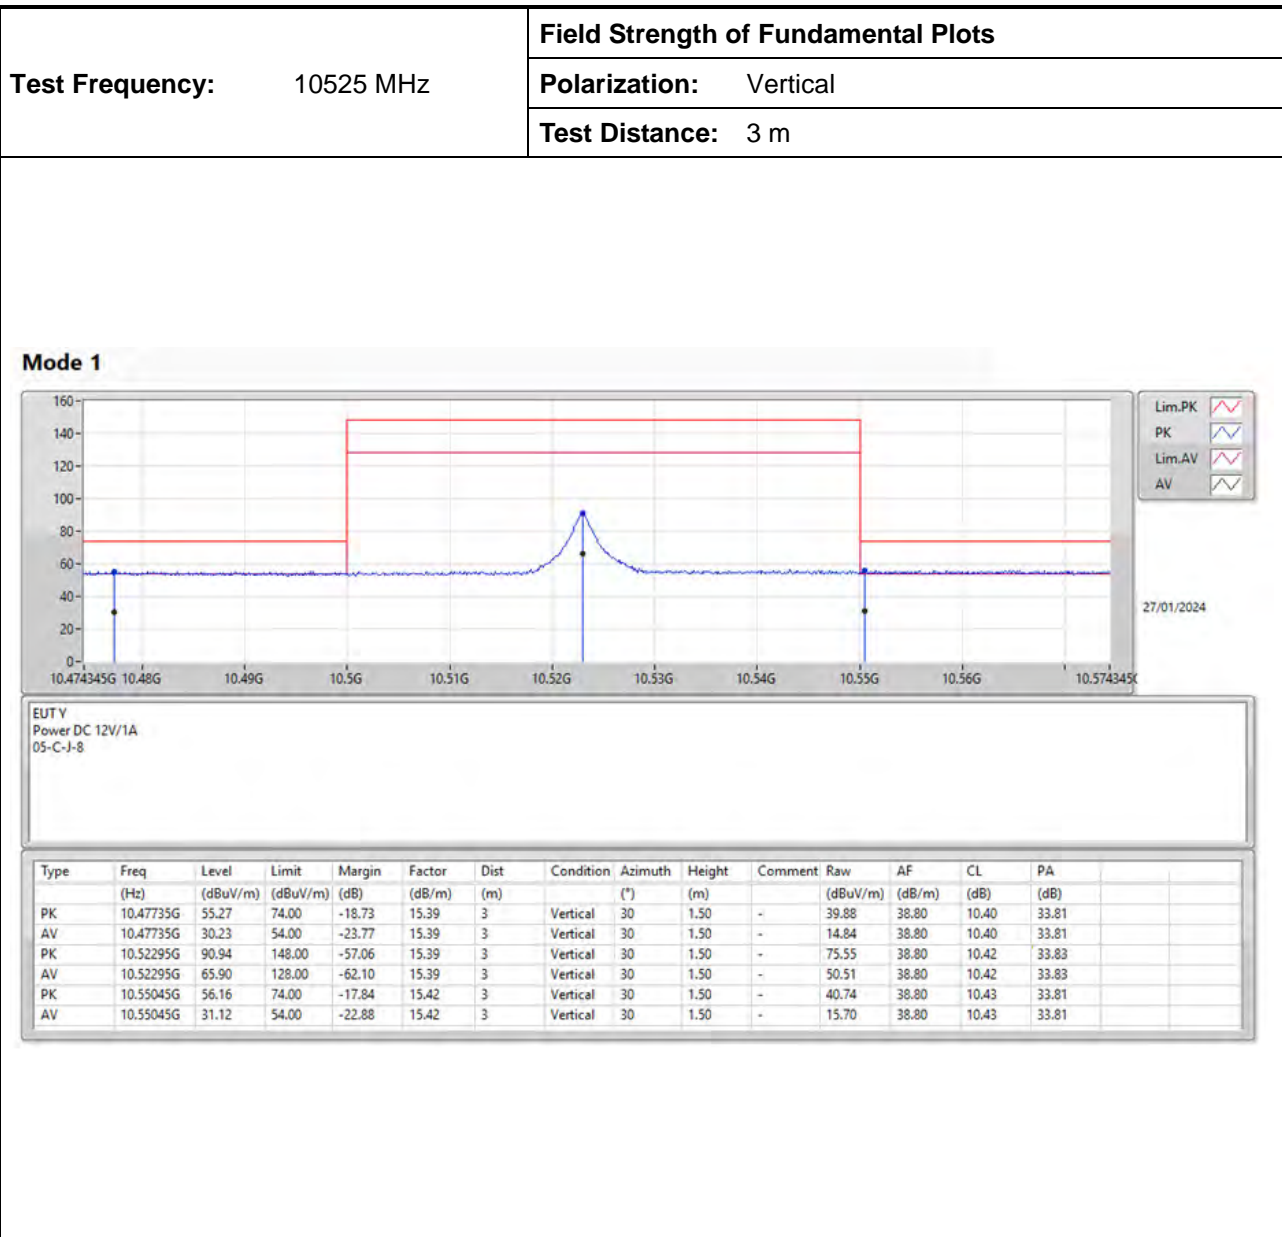 Field Strength of Fundamental Plots
Test Frequency: 10525 MHz
Polarization: Vertical
Test Distance: 3 m
Mode 1
160
140
120
100
80
60
40
20
0
10.474345G 10.48G 10.49G 10.5G 10.51G 10.52G 10.53G 10.54G 10.55G 10.56G 10.574345G
Lim.PK
PK
Lim.AV
AV
27/01/2024
EUT Y
Power DC 12V/1A
05-C-J-8
Type Freq Level Limit Margin Factor Dist Condition Azimuth Height Comment Raw AF CL PA
(Hz) (dBuV/m) (dBuV/m) (dB) (dB/m) (m) (°) (m) (dBuV/m) (dB/m) (dB) (dB)
PK 10.47735G 55.27 74.00 -18.73 15.39 3 Vertical 30 1.50 - 39.88 38.80 10.40 33.81
AV 10.47735G 30.23 54.00 -23.77 15.39 3 Vertical 30 1.50 - 14.84 38.80 10.40 33.81
PK 10.52295G 90.94 148.00 -57.06 15.39 3 Vertical 30 1.50 - 75.55 38.80 10.42 33.83
AV 10.52295G 65.90 128.00 -62.10 15.39 3 Vertical 30 1.50 - 50.51 38.80 10.42 33.83
PK 10.55045G 56.16 74.00 -17.84 15.42 3 Vertical 30 1.50 - 40.74 38.80 10.43 33.81
AV 10.55045G 31.12 54.00 -22.88 15.42 3 Vertical 30 1.50 - 15.70 38.80 10.43 33.81